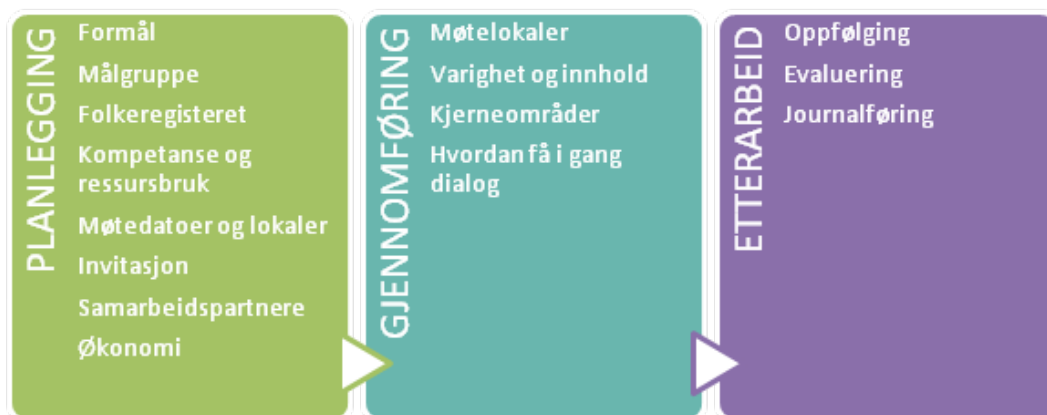 PLANLEGGING
Formål
Målgruppe
Folkeregisteret
Kompetanse og
ressursbruk
Møtedatoer og lokaler
Invitasjon
Samarbeidspartnere
Økonomi
GJENNOMFØRING
Møtelokaler
Varighet og innhold
Kjerneområder
Hvordan få i gang
dialog
ETTERARBEID
Oppfølging
Evaluering
Journalføring